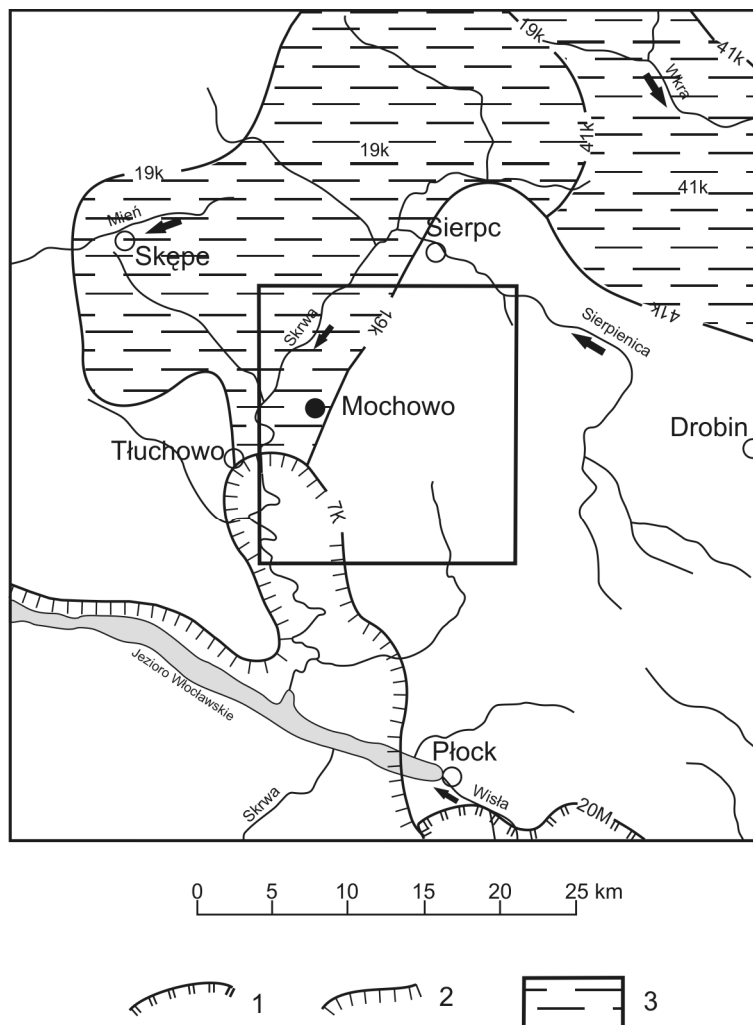 19k
41k
Wkra
41k
19k
19k
41k
Mień
Sierpc
Skępe
Skrwa
19k
Sierpienica
41k
Mochowo
Drobin
Tłuchowo
7K
Jezioro Włocławskie
Płock
Wisła
Skrwa
20M
0 5 10 15 20 25 km
1 2 3